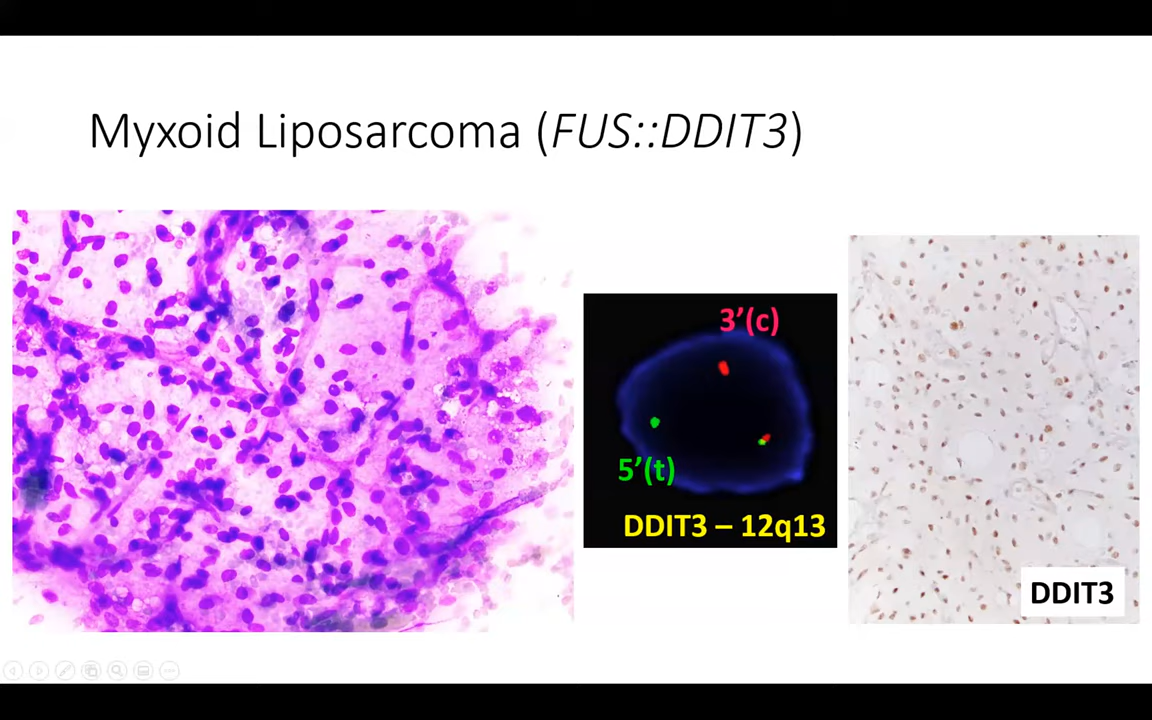 Myxoid Liposarcoma (FUS::DDIT3)
3’(c)
5’(t)
DDIT3 – 12q13
DDIT3